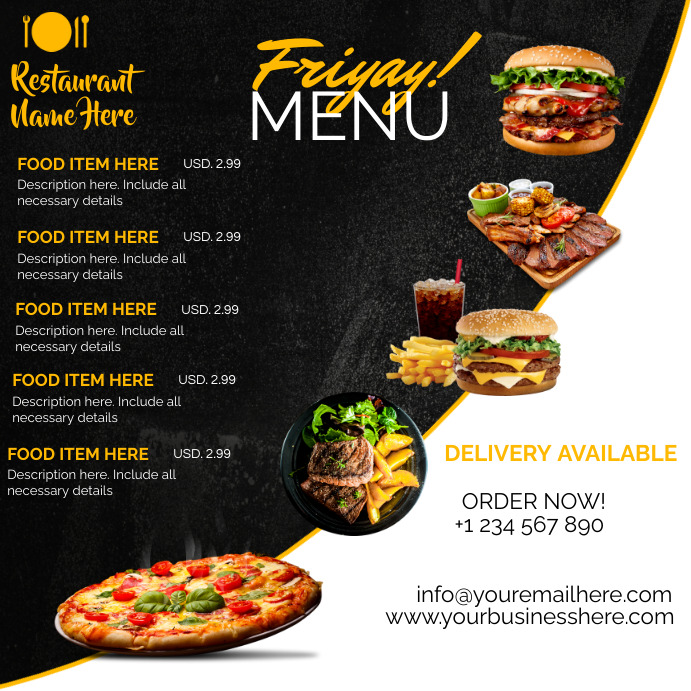 Restaurant
Name Here
Friyay!
MENU
FOOD ITEM HERE USD. 2.99
Description here. Include all
necessary details
FOOD ITEM HERE USD. 2.99
Description here. Include all
necessary details
FOOD ITEM HERE USD. 2.99
Description here. Include all
necessary details
FOOD ITEM HERE USD. 2.99
Description here. Include all
necessary details
FOOD ITEM HERE USD. 2.99
Description here. Include all
necessary details
DELIVERY AVAILABLE
ORDER NOW!
+1 234 567 890
info@youremailhere.com
www.yourbusinesshere.com